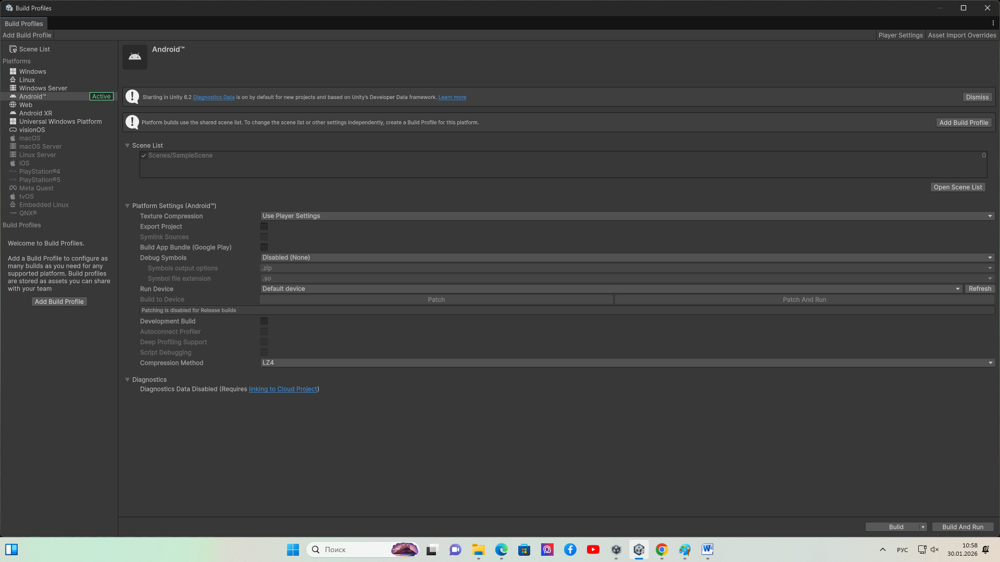 Build Profiles
Build Profiles
Add Build Profile
Player Settings
Asset Import Overrides
Scene List
Platforms
Windows
Linux
Windows Server
Android™
Active
Web
Android XR
Universal Windows Platform
visionOS
macOS
macOS Server
Linux Server
iOS
PlayStation®4
PlayStation®5
Meta Quest
tvOS
Embedded Linux
QNX®
Build Profiles
Welcome to Build Profiles.
Add a Build Profile to configure as
many builds as you need for any
supported platform. Build profiles
are stored as assets you can share
with your team
Add Build Profile
Android™
Starting in Unity 6.2 Diagnostics Data is on by default for new projects and based on Unity's Developer Data framework. Learn more
Dismiss
Platform builds use the shared scene list. To change the scene list or other settings independently, create a Build Profile for this platform.
Add Build Profile
Scene List
Scenes/SampleScene 0
Open Scene List
Platform Settings (Android™)
Texture Compression Use Player Settings
Export Project
Symlink Sources
Build App Bundle (Google Play)
Debug Symbols Disabled (None)
Symbols output options .zip
Symbol file extension .so
Run Device Default device Refresh
Build to Device Patch Patch And Run
Patching is disabled for Release builds
Development Build
Autoconnect Profiler
Deep Profiling Support
Script Debugging
Compression Method LZ4
Diagnostics
Diagnostics Data Disabled (Requires linking to Cloud Project)
Build
Build And Run
Поиск
РУС
10:58
30.01.2026